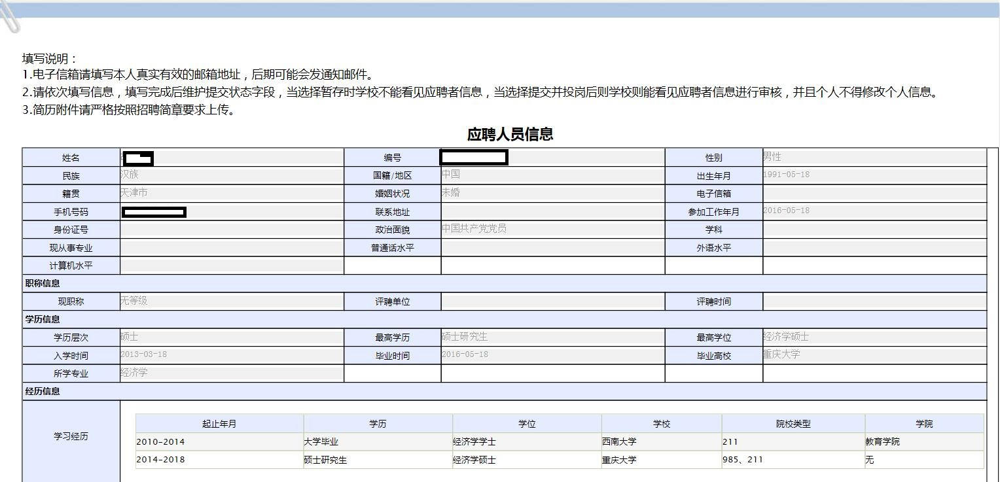 填写说明：
1.电子信箱请填写本人真实有效的邮箱地址，后期可能会发通知邮件。
2.请依次填写信息，填写完成后维护提交状态字段，当选择暂存时学校不能看见应聘者信息，当选择提交并投岗后则学校则能看见应聘者信息进行审核，并且个人不得修改个人信息。
3.简历附件请严格按照招聘简章要求上传。
应聘人员信息
姓名 编号 性别 男性
民族 汉族 国籍/地区 中国 出生年月 1991-05-18
籍贯 天津市 婚姻状况 未婚 电子信箱
手机号码 联系地址 参加工作年月 2016-05-18
身份证号 政治面貌 中国共产党党员 学科
现从事专业 普通话水平 外语水平
计算机水平
职称信息
现职称 无等级 评聘单位 评聘时间
学历信息
学历层次 硕士 最高学历 硕士研究生 最高学位 经济学硕士
入学时间 2013-03-18 毕业时间 2016-05-18 毕业高校 重庆大学
所学专业 经济学
经历信息
学习经历
起止年月 学历 学位 学校 院校类型 学院
2010-2014 大学毕业 经济学学士 西南大学 211 教育学院
2014-2018 硕士研究生 经济学硕士 重庆大学 985、211 无